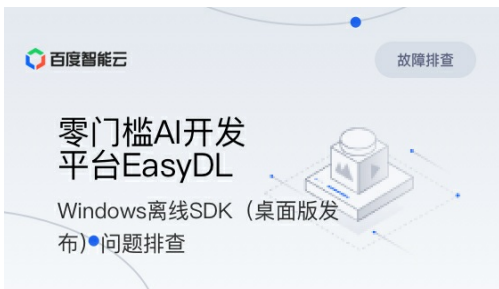 百度智能云
故障排查
零门槛AI开发
平台EasyDL
Windows离线SDK（桌面版发
布）问题排查